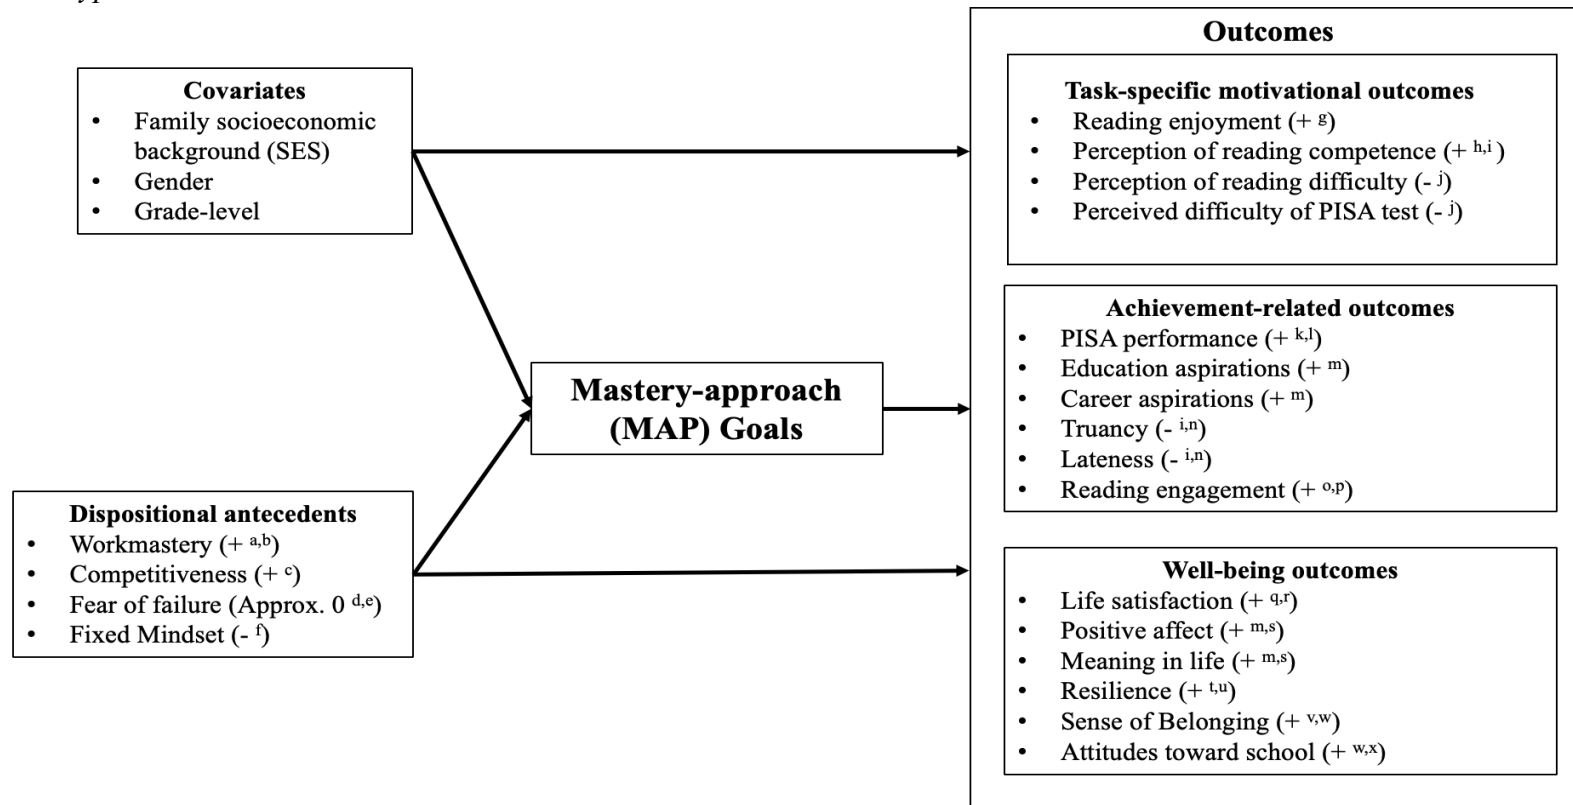 Covariates
• Family socioeconomic
background (SES)
• Gender
• Grade-level
Dispositional antecedents
• Workmastery (+ a,b)
• Competitiveness (+ c)
• Fear of failure (Approx. 0 d,e)
• Fixed Mindset (- f)
Mastery-approach
(MAP) Goals
Outcomes
Task-specific motivational outcomes
• Reading enjoyment (+ g)
• Perception of reading competence (+ h,i )
• Perception of reading difficulty (- j)
• Perceived difficulty of PISA test (- j)
Achievement-related outcomes
• PISA performance (+ k,l)
• Education aspirations (+ m)
• Career aspirations (+ m)
• Truancy (- i,n)
• Lateness (- i,n)
• Reading engagement (+ o,p)
Well-being outcomes
• Life satisfaction (+ q,r)
• Positive affect (+ m,s)
• Meaning in life (+ m,s)
• Resilience (+ t,u)
• Sense of Belonging (+ v,w)
• Attitudes toward school (+ w,x)